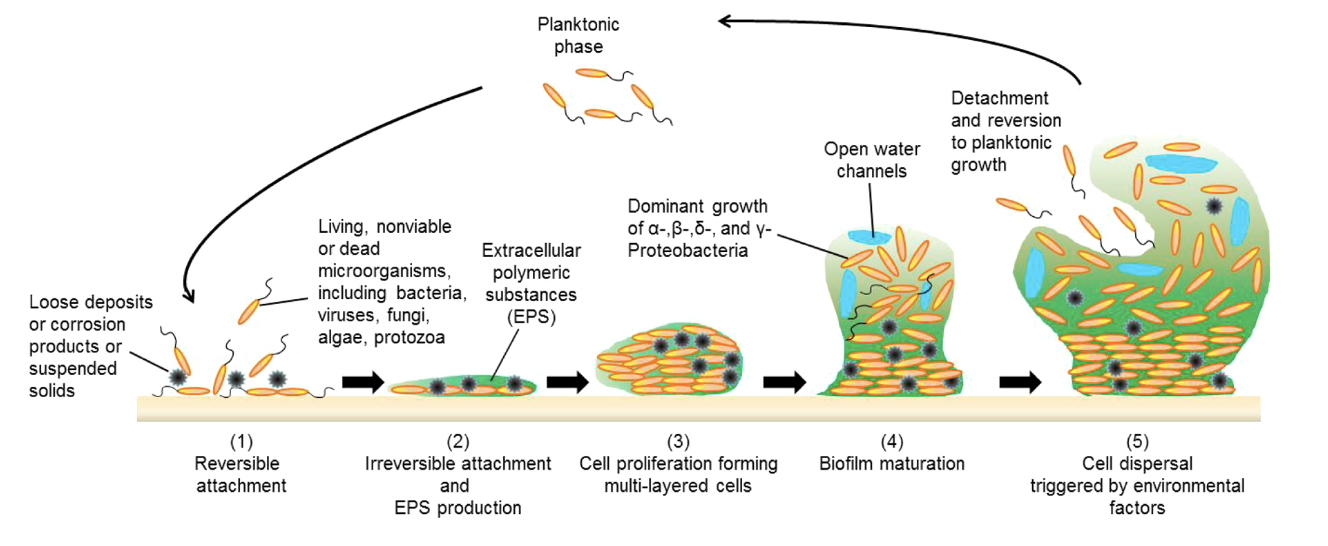 Planktonic
phase
Detachment
and reversion
to planktonic
growth
Open water
channels
Dominant growth
of α-,β-,δ-, and γ-
Proteobacteria
Living, nonviable
or dead
microorganisms,
including bacteria,
viruses, fungi,
algae, protozoa
Extracellular
polymeric
substances
(EPS)
Loose deposits
or corrosion
products or
suspended
solids
(1)
Reversible
attachment
(2)
Irreversible attachment
and
EPS production
(3)
Cell proliferation forming
multi-layered cells
(4)
Biofilm maturation
(5)
Cell dispersal
triggered by environmental
factors